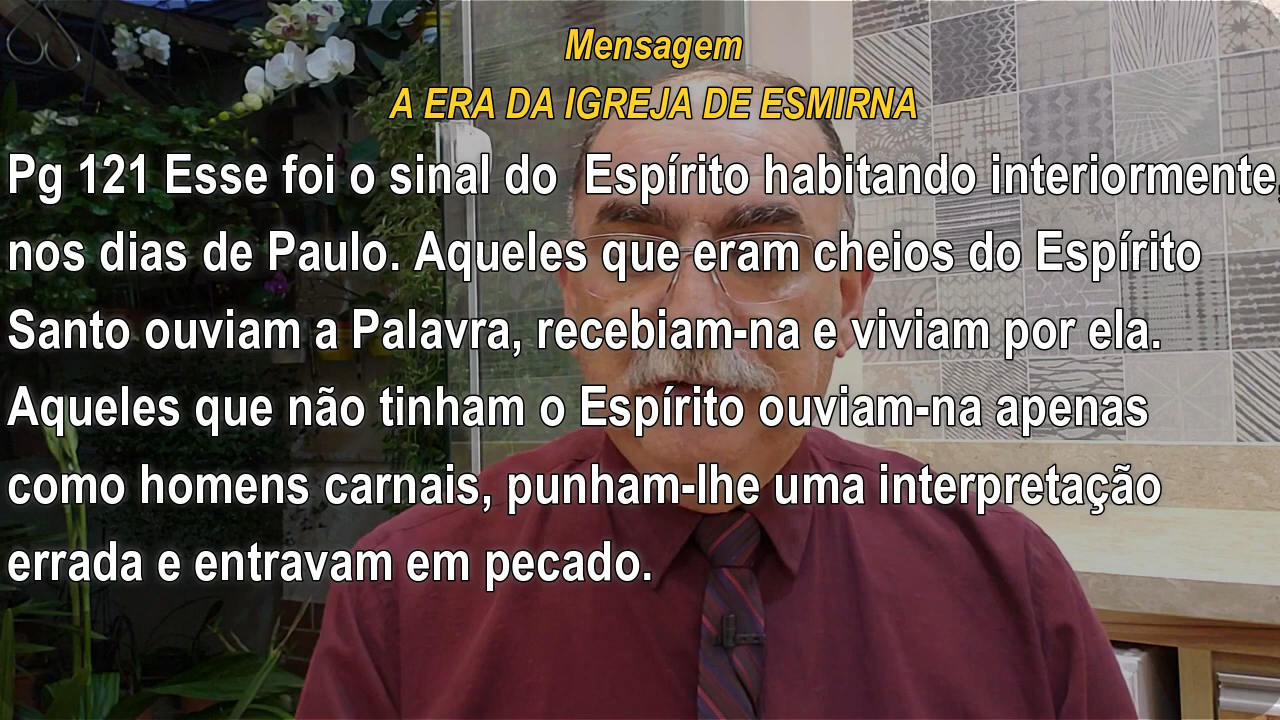 Mensagem
A ERA DA IGREJA DE ESMIRNA
Pg 121 Esse foi o sinal do  Espírito habitando interiormente,
nos dias de Paulo. Aqueles que eram cheios do Espírito
Santo ouviam a Palavra, recebiam-na e viviam por ela.
Aqueles que não tinham o Espírito ouviam-na apenas
como homens carnais, punham-lhe uma interpretação
errada e entravam em pecado.